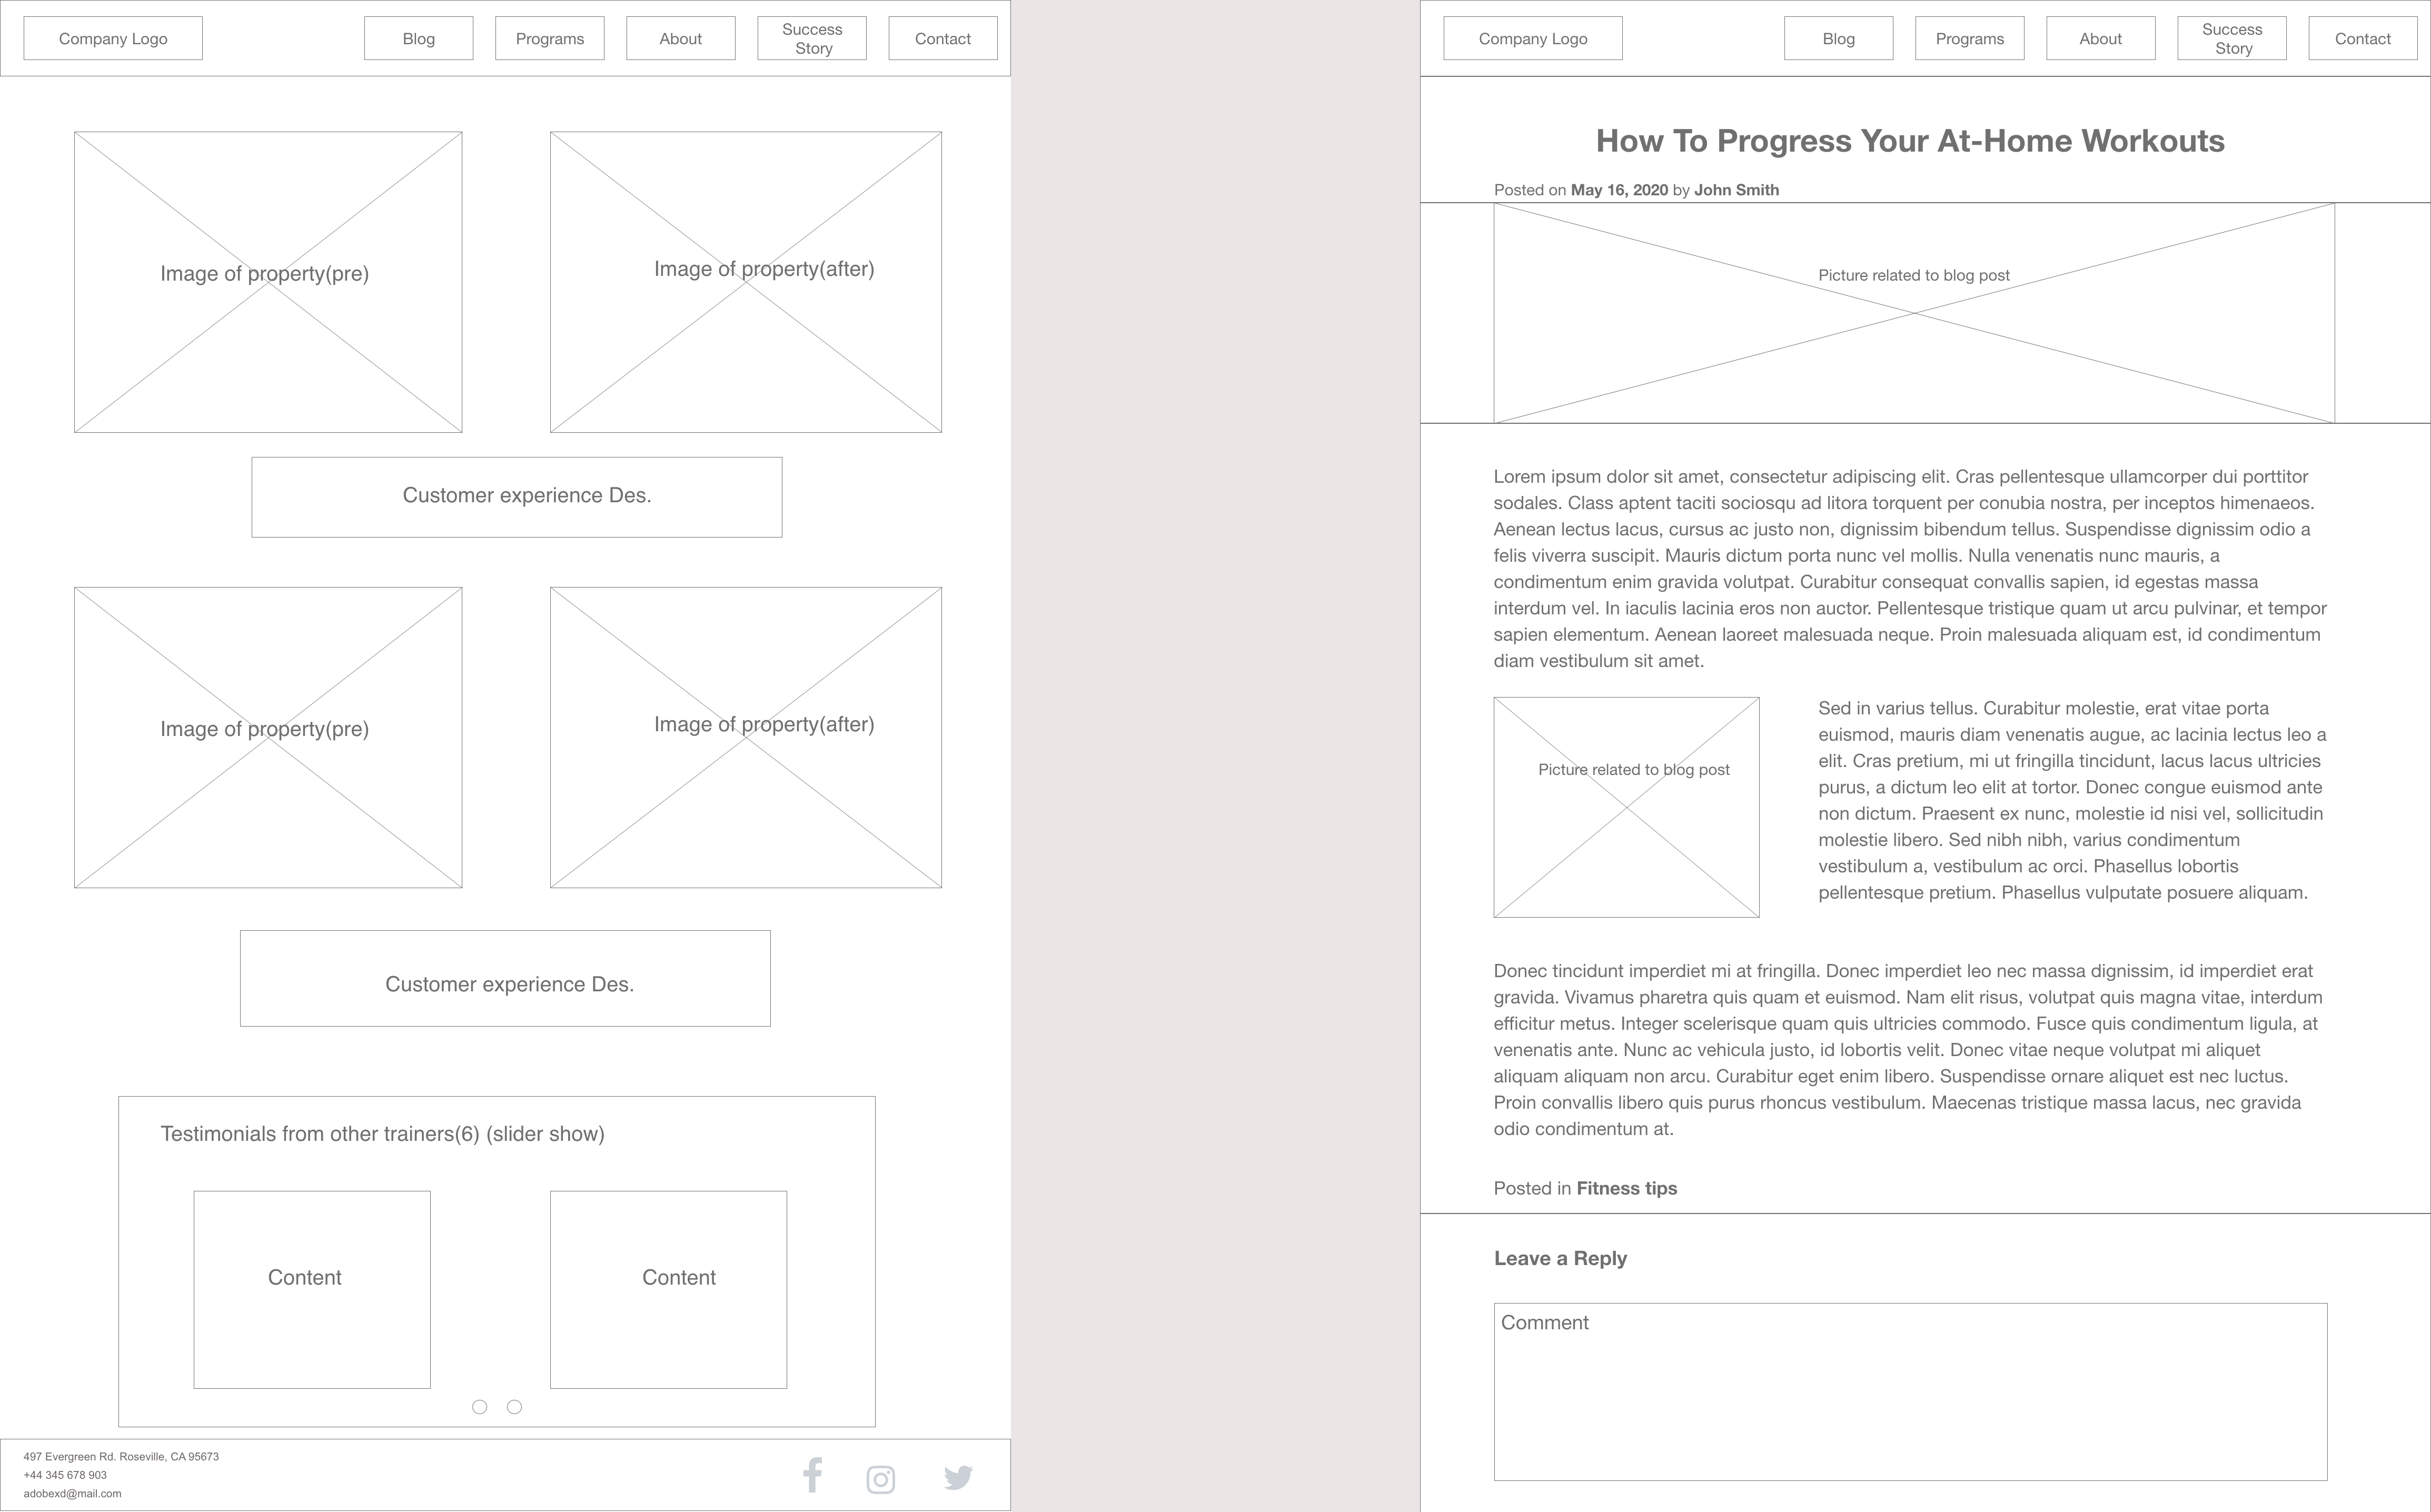 Company Logo
Blog
Programs
About
Success
Story
Contact
Image of property(pre)
Image of property(after)
Customer experience Des.
Image of property(pre)
Image of property(after)
Customer experience Des.
Testimonials from other trainers(6) (slider show)
Content
Content
497 Evergreen Rd. Roseville, CA 95673
+44 345 678 903
adobexd@mail.com
Company Logo
Blog
Programs
About
Success
Story
Contact
How To Progress Your At-Home Workouts
Posted on May 16, 2020 by John Smith
Picture related to blog post
Lorem ipsum dolor sit amet, consectetur adipiscing elit. Cras pellentesque ullamcorper dui porttitor
sodales. Class aptent taciti sociosqu ad litora torquent per conubia nostra, per inceptos himenaeos.
Aenean lectus lacus, cursus ac justo non, dignissim bibendum tellus. Suspendisse dignissim odio a
felis viverra suscipit. Mauris dictum porta nunc vel mollis. Nulla venenatis nunc mauris, a
condimentum enim gravida volutpat. Curabitur consequat convallis sapien, id egestas massa
interdum vel. In iaculis lacinia eros non auctor. Pellentesque tristique quam ut arcu pulvinar, et tempor
sapien elementum. Aenean laoreet malesuada neque. Proin malesuada aliquam est, id condimentum
diam vestibulum sit amet.
Picture related to blog post
Sed in varius tellus. Curabitur molestie, erat vitae porta
euismod, mauris diam venenatis augue, ac lacinia lectus leo a
elit. Cras pretium, mi ut fringilla tincidunt, lacus lacus ultricies
purus, a dictum leo elit at tortor. Donec congue euismod ante
non dictum. Praesent ex nunc, molestie id nisi vel, sollicitudin
molestie libero. Sed nibh nibh, varius condimentum
vestibulum a, vestibulum ac orci. Phasellus lobortis
pellentesque pretium. Phasellus vulputate posuere aliquam.
Donec tincidunt imperdiet mi at fringilla. Donec imperdiet leo nec massa dignissim, id imperdiet erat
gravida. Vivamus pharetra quis quam et euismod. Nam elit risus, volutpat quis magna vitae, interdum
efficitur metus. Integer scelerisque quam quis ultricies commodo. Fusce quis condimentum ligula, at
venenatis ante. Nunc ac vehicula justo, id lobortis velit. Donec vitae neque volutpat mi aliquet
aliquam aliquam non arcu. Curabitur eget enim libero. Suspendisse ornare aliquet est nec luctus.
Proin convallis libero quis purus rhoncus vestibulum. Maecenas tristique massa lacus, nec gravida
odio condimentum at.
Posted in Fitness tips
Leave a Reply
Comment